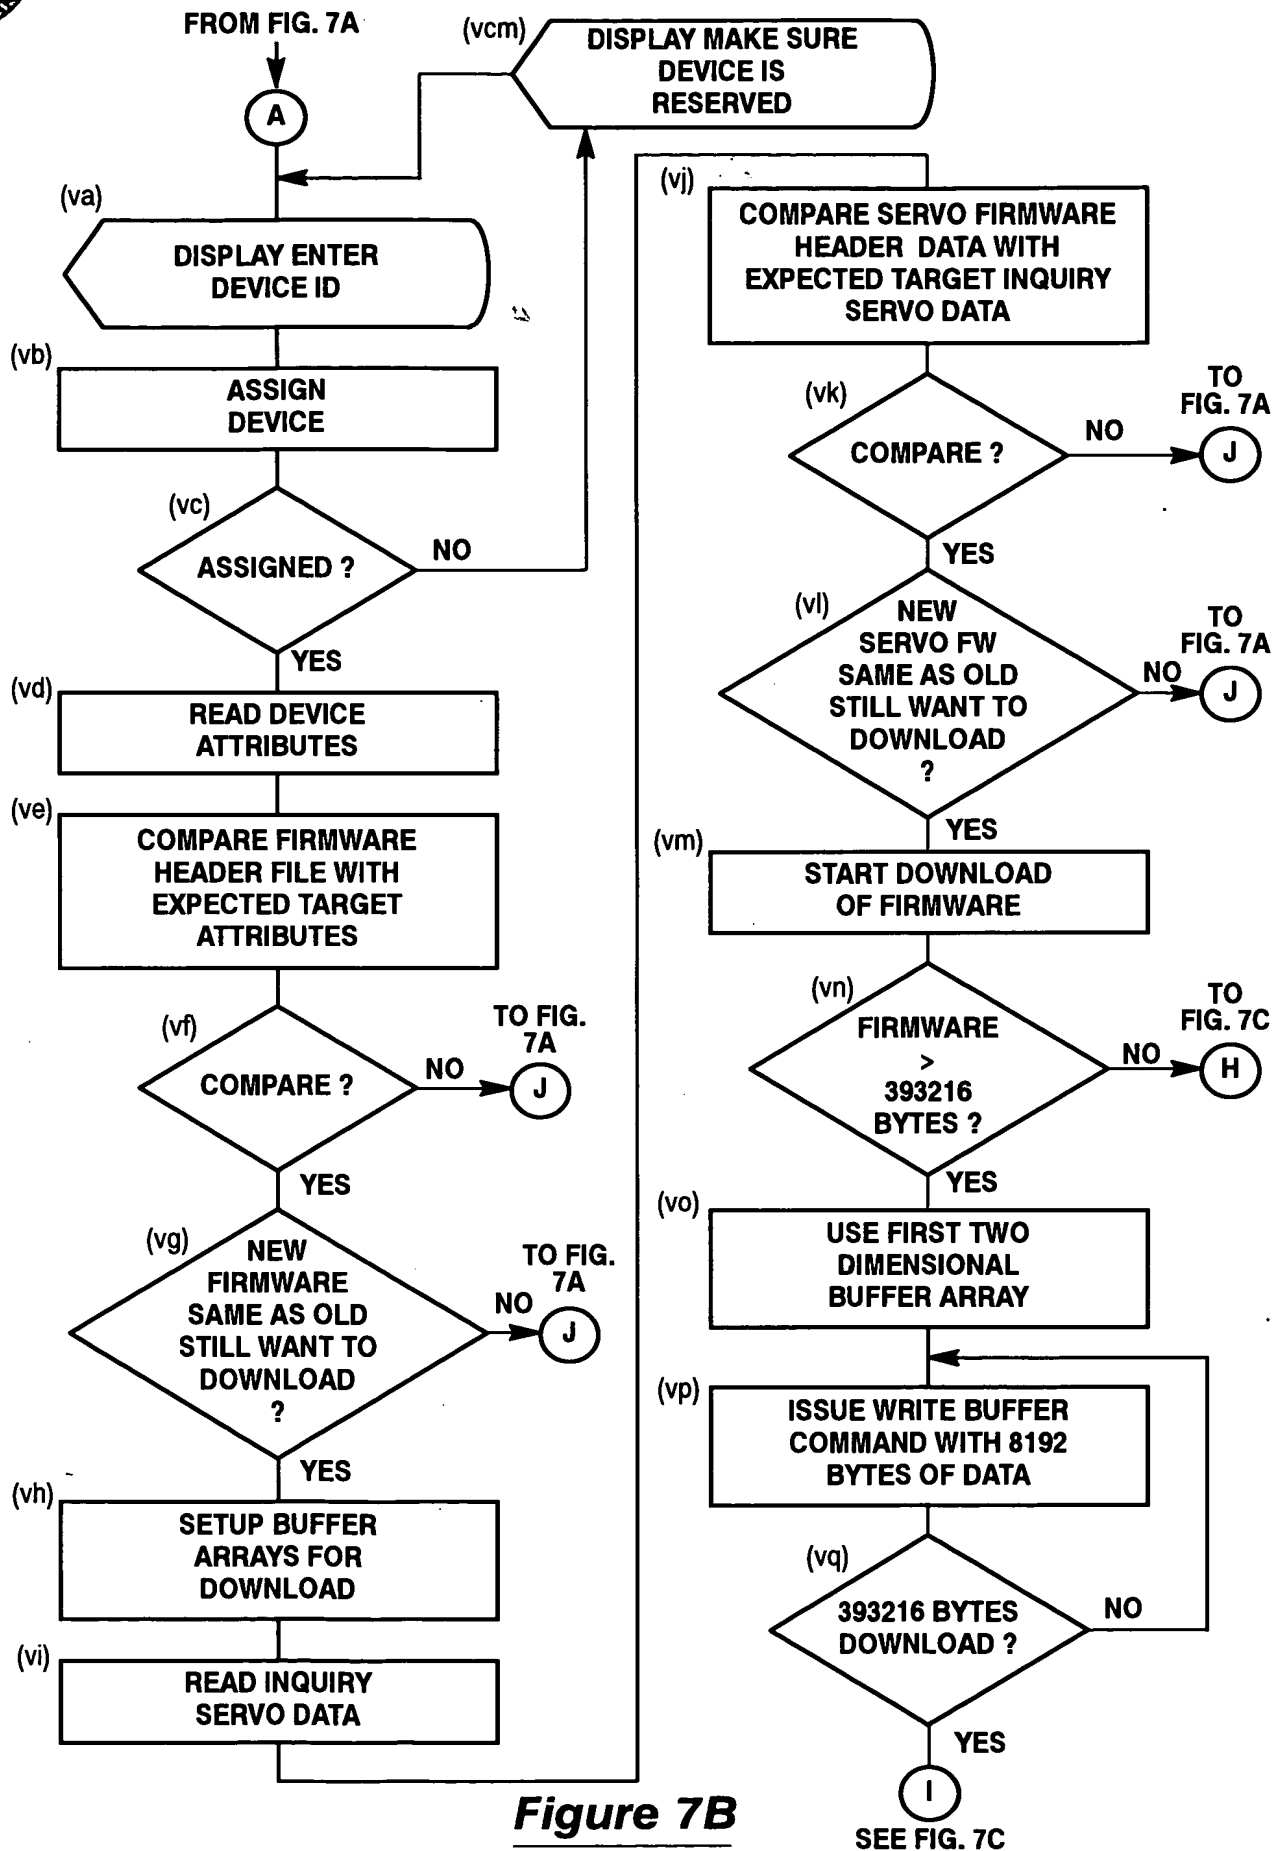 FROM FIG. 7A
A
(vcm)
DISPLAY MAKE SURE
DEVICE IS
RESERVED
(va)
DISPLAY ENTER
DEVICE ID
(vb)
ASSIGN
DEVICE
(vc)
ASSIGNED ?
NO
YES
(vd)
READ DEVICE
ATTRIBUTES
(ve)
COMPARE FIRMWARE
HEADER FILE WITH
EXPECTED TARGET
ATTRIBUTES
(vf)
COMPARE ?
NO
TO FIG.
7A
J
YES
(vg)
NEW
FIRMWARE
SAME AS OLD
STILL WANT TO
DOWNLOAD
?
NO
TO FIG.
7A
J
YES
(vh)
SETUP BUFFER
ARRAYS FOR
DOWNLOAD
(vi)
READ INQUIRY
SERVO DATA
(vj)
COMPARE SERVO FIRMWARE
HEADER DATA WITH
EXPECTED TARGET INQUIRY
SERVO DATA
(vk)
COMPARE ?
NO
TO
FIG. 7A
J
YES
(vl)
NEW
SERVO FW
SAME AS OLD
STILL WANT TO
DOWNLOAD
?
NO
TO
FIG. 7A
J
YES
(vm)
START DOWNLOAD
OF FIRMWARE
(vn)
FIRMWARE
>
393216
BYTES ?
NO
TO
FIG. 7C
H
YES
(vo)
USE FIRST TWO
DIMENSIONAL
BUFFER ARRAY
(vp)
ISSUE WRITE BUFFER
COMMAND WITH 8192
BYTES OF DATA
(vq)
393216 BYTES
DOWNLOAD ?
NO
YES
I
SEE FIG. 7C
Figure 7B